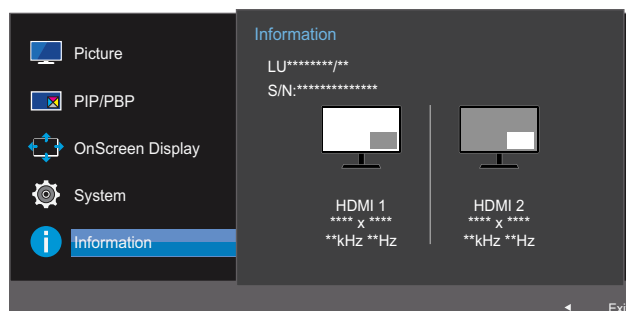 Picture
PIP/PBP
OnScreen Display
System
Information
Information
LU********/**
S/N:**************
HDMI 1
**** x ****
**kHz **Hz
HDMI 2
**** x ****
**kHz **Hz